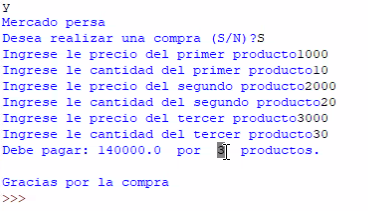 y
Mercado persa
Desea realizar una compra (S/N)?S
Ingrese le precio del primer producto1000
Ingrese le cantidad del primer producto10
Ingrese le precio del segundo producto2000
Ingrese le cantidad del segundo producto20
Ingrese le precio del tercer producto3000
Ingrese le cantidad del tercer producto30
Debe pagar: 140000.0  por  3  productos.
Gracias por la compra
>>>